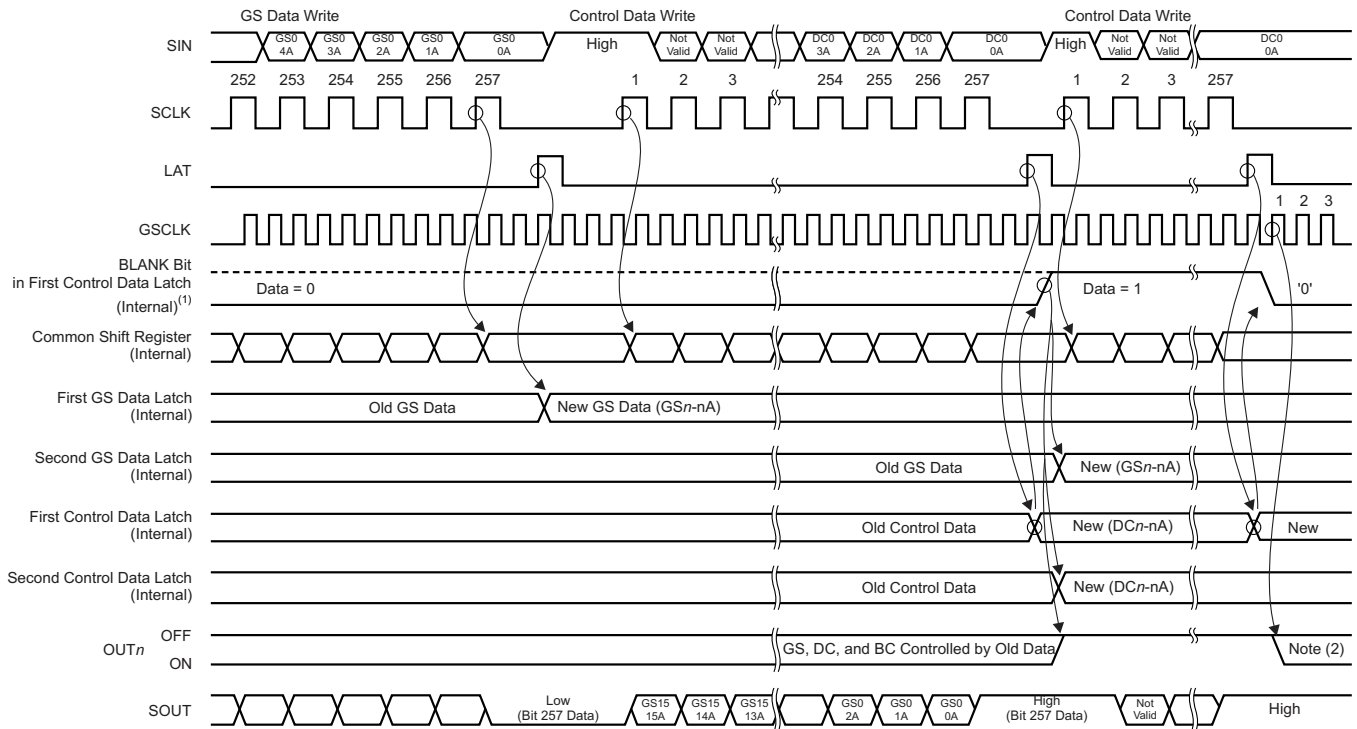 GS Data Write Control Data Write Control Data Write
SIN
GS0 4A GS0 3A GS0 2A GS0 1A GS0 0A High Not Valid Not Valid DC0 3A DC0 2A DC0 1A DC0 0A High Not Valid Not Valid DC0 0A
252 253 254 255 256 257 1 2 3 254 255 256 257 1 2 3 257
SCLK
LAT
1 2 3
GSCLK
BLANK Bit
in First Control Data Latch
(Internal)(1)
Data = 0 Data = 1 '0'
Common Shift Register
(Internal)
First GS Data Latch
(Internal)
Old GS Data New GS Data (GSn-nA)
Second GS Data Latch
(Internal)
Old GS Data New (GSn-nA)
First Control Data Latch
(Internal)
Old Control Data New (DCn-nA) New
Second Control Data Latch
(Internal)
Old Control Data New (DCn-nA)
OFF
OUTn
ON
GS, DC, and BC Controlled by Old Data Note (2)
SOUT
Low
(Bit 257 Data)
GS15 15A GS15 14A GS15 13A GS0 2A GS0 1A GS0 0A
High
(Bit 257 Data)
Not Valid High